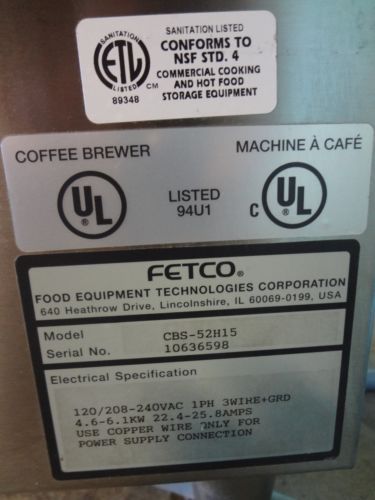 SANITATION LISTED
CONFORMS TO
NSF STD. 4
COMMERCIAL COOKING
AND HOT FOOD
STORAGE EQUIPMENT
SANITATION
ETL
LISTED
CM
89348
COFFEE BREWER
MACHINE À CAFÉ
UL
®
LISTED
94U1
C UL
®
FETCO®
FOOD EQUIPMENT TECHNOLOGIES CORPORATION
640 Heathrow Drive, Lincolnshire, IL 60069-0199, USA
Model CBS-52H15
Serial No. 10636598
Electrical Specification
120/208-240VAC 1PH 3WIHE+GRD
4.6-6.1KW 22.4-25.8AMPS
USE COPPER WIRE ONLY FOR
POWER SUPPLY CONNECTION